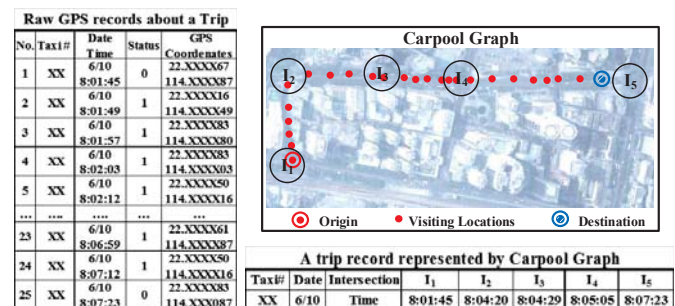 Raw GPS records about a Trip
No. Taxi# Date Time Status GPS Coordenates
1 XX 6/10 8:01:45 0 22.XXXX67 114.XXXX87
2 XX 6/10 8:01:49 1 22.XXXX16 114.XXXX49
3 XX 6/10 8:01:57 1 22.XXXX83 114.XXXX80
4 XX 6/10 8:02:03 1 22.XXXX83 114.XXXX03
5 XX 6/10 8:02:12 1 22.XXXX50 114.XXXX16
... .... .... ... ...
23 XX 6/10 8:06:59 1 22.XXXX61 114.XXXX87
24 XX 6/10 8:07:12 1 22.XXXX50 114.XXXX16
25 XX 6/10 8:07:23 0 22.XXXX83 114.XXX087
Carpool Graph
I2 I3 I4 I5
I1
Origin Visiting Locations Destination
A trip record represented by Carpool Graph
Taxi# Date Intersection I1 I2 I3 I4 I5
XX 6/10 Time 8:01:45 8:04:20 8:04:29 8:05:05 8:07:23